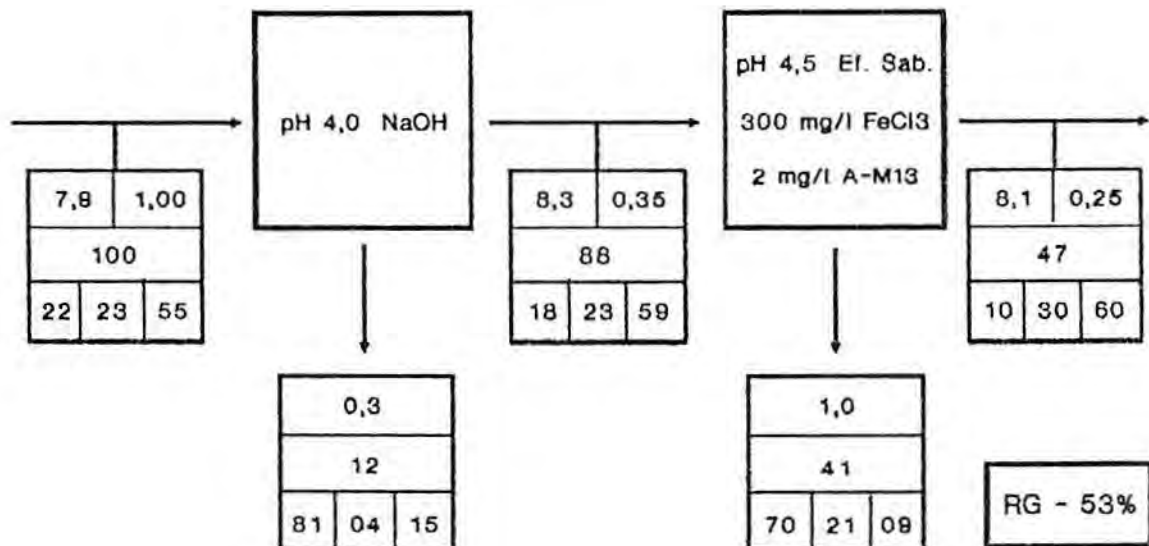 pH 4,0 NaOH
pH 4,5 Ef. Sab.
300 mg/l FeCl3
2 mg/l A-M13
7,9 1,00
100
22 23 55
8,3 0,35
88
18 23 59
8,1 0,25
47
10 30 60
0,3
12
81 04 15
1,0
41
70 21 09
RG - 53%